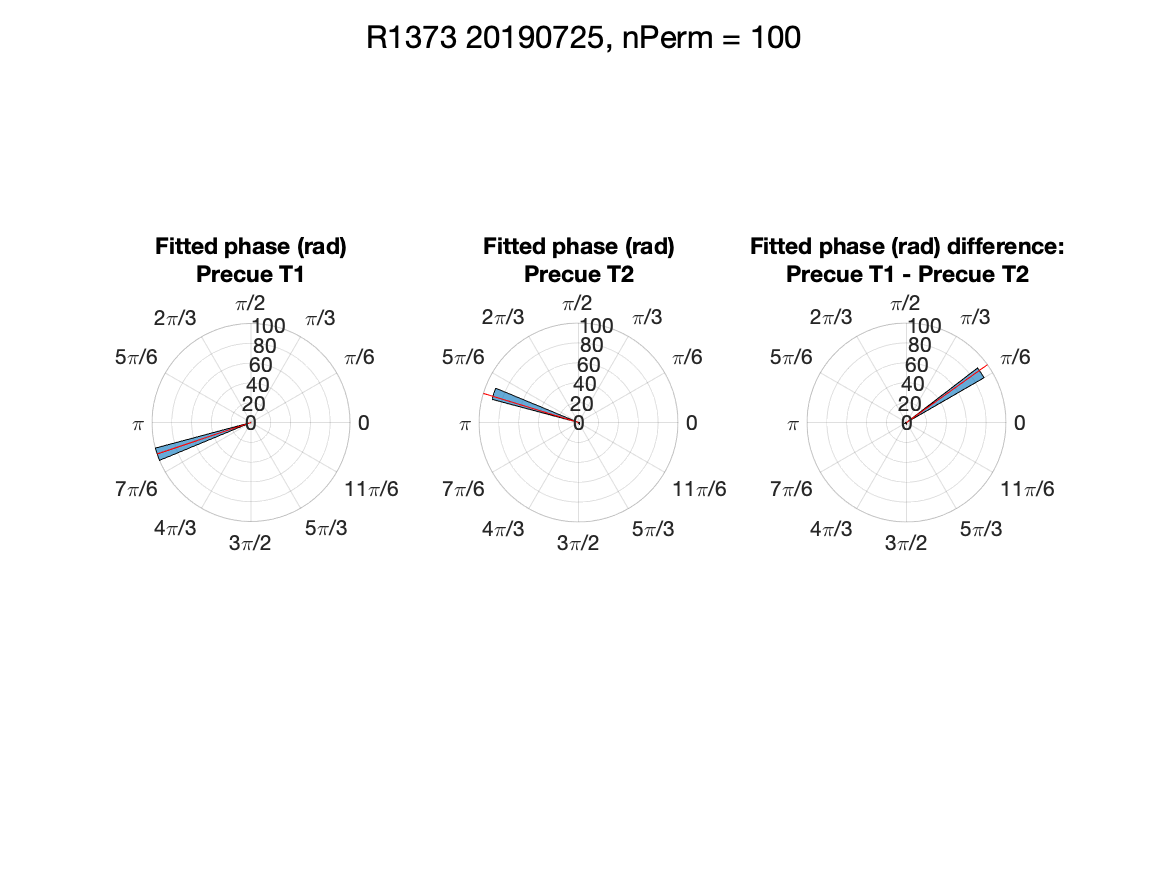 R1373 20190725, nPerm = 100
Fitted phase (rad)
Precue T1
π/2
2π/3
π/3
100
80
5π/6
π/6
60
40
20
π
0
0
7π/6
11π/6
4π/3
5π/3
3π/2
Fitted phase (rad)
Precue T2
π/2
2π/3
π/3
100
80
5π/6
π/6
60
40
20
π
0
0
7π/6
11π/6
4π/3
5π/3
3π/2
Fitted phase (rad) difference:
Precue T1 - Precue T2
π/2
2π/3
π/3
100
80
5π/6
π/6
60
40
20
π
0
0
7π/6
11π/6
4π/3
5π/3
3π/2